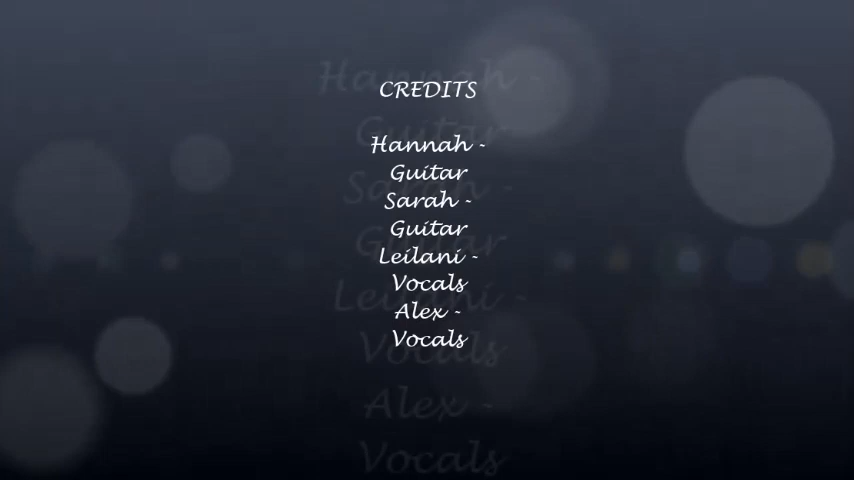 CREDITS
Hannah -
Guitar
Sarah -
Guitar
Leilani -
Vocals
Alex -
Vocals